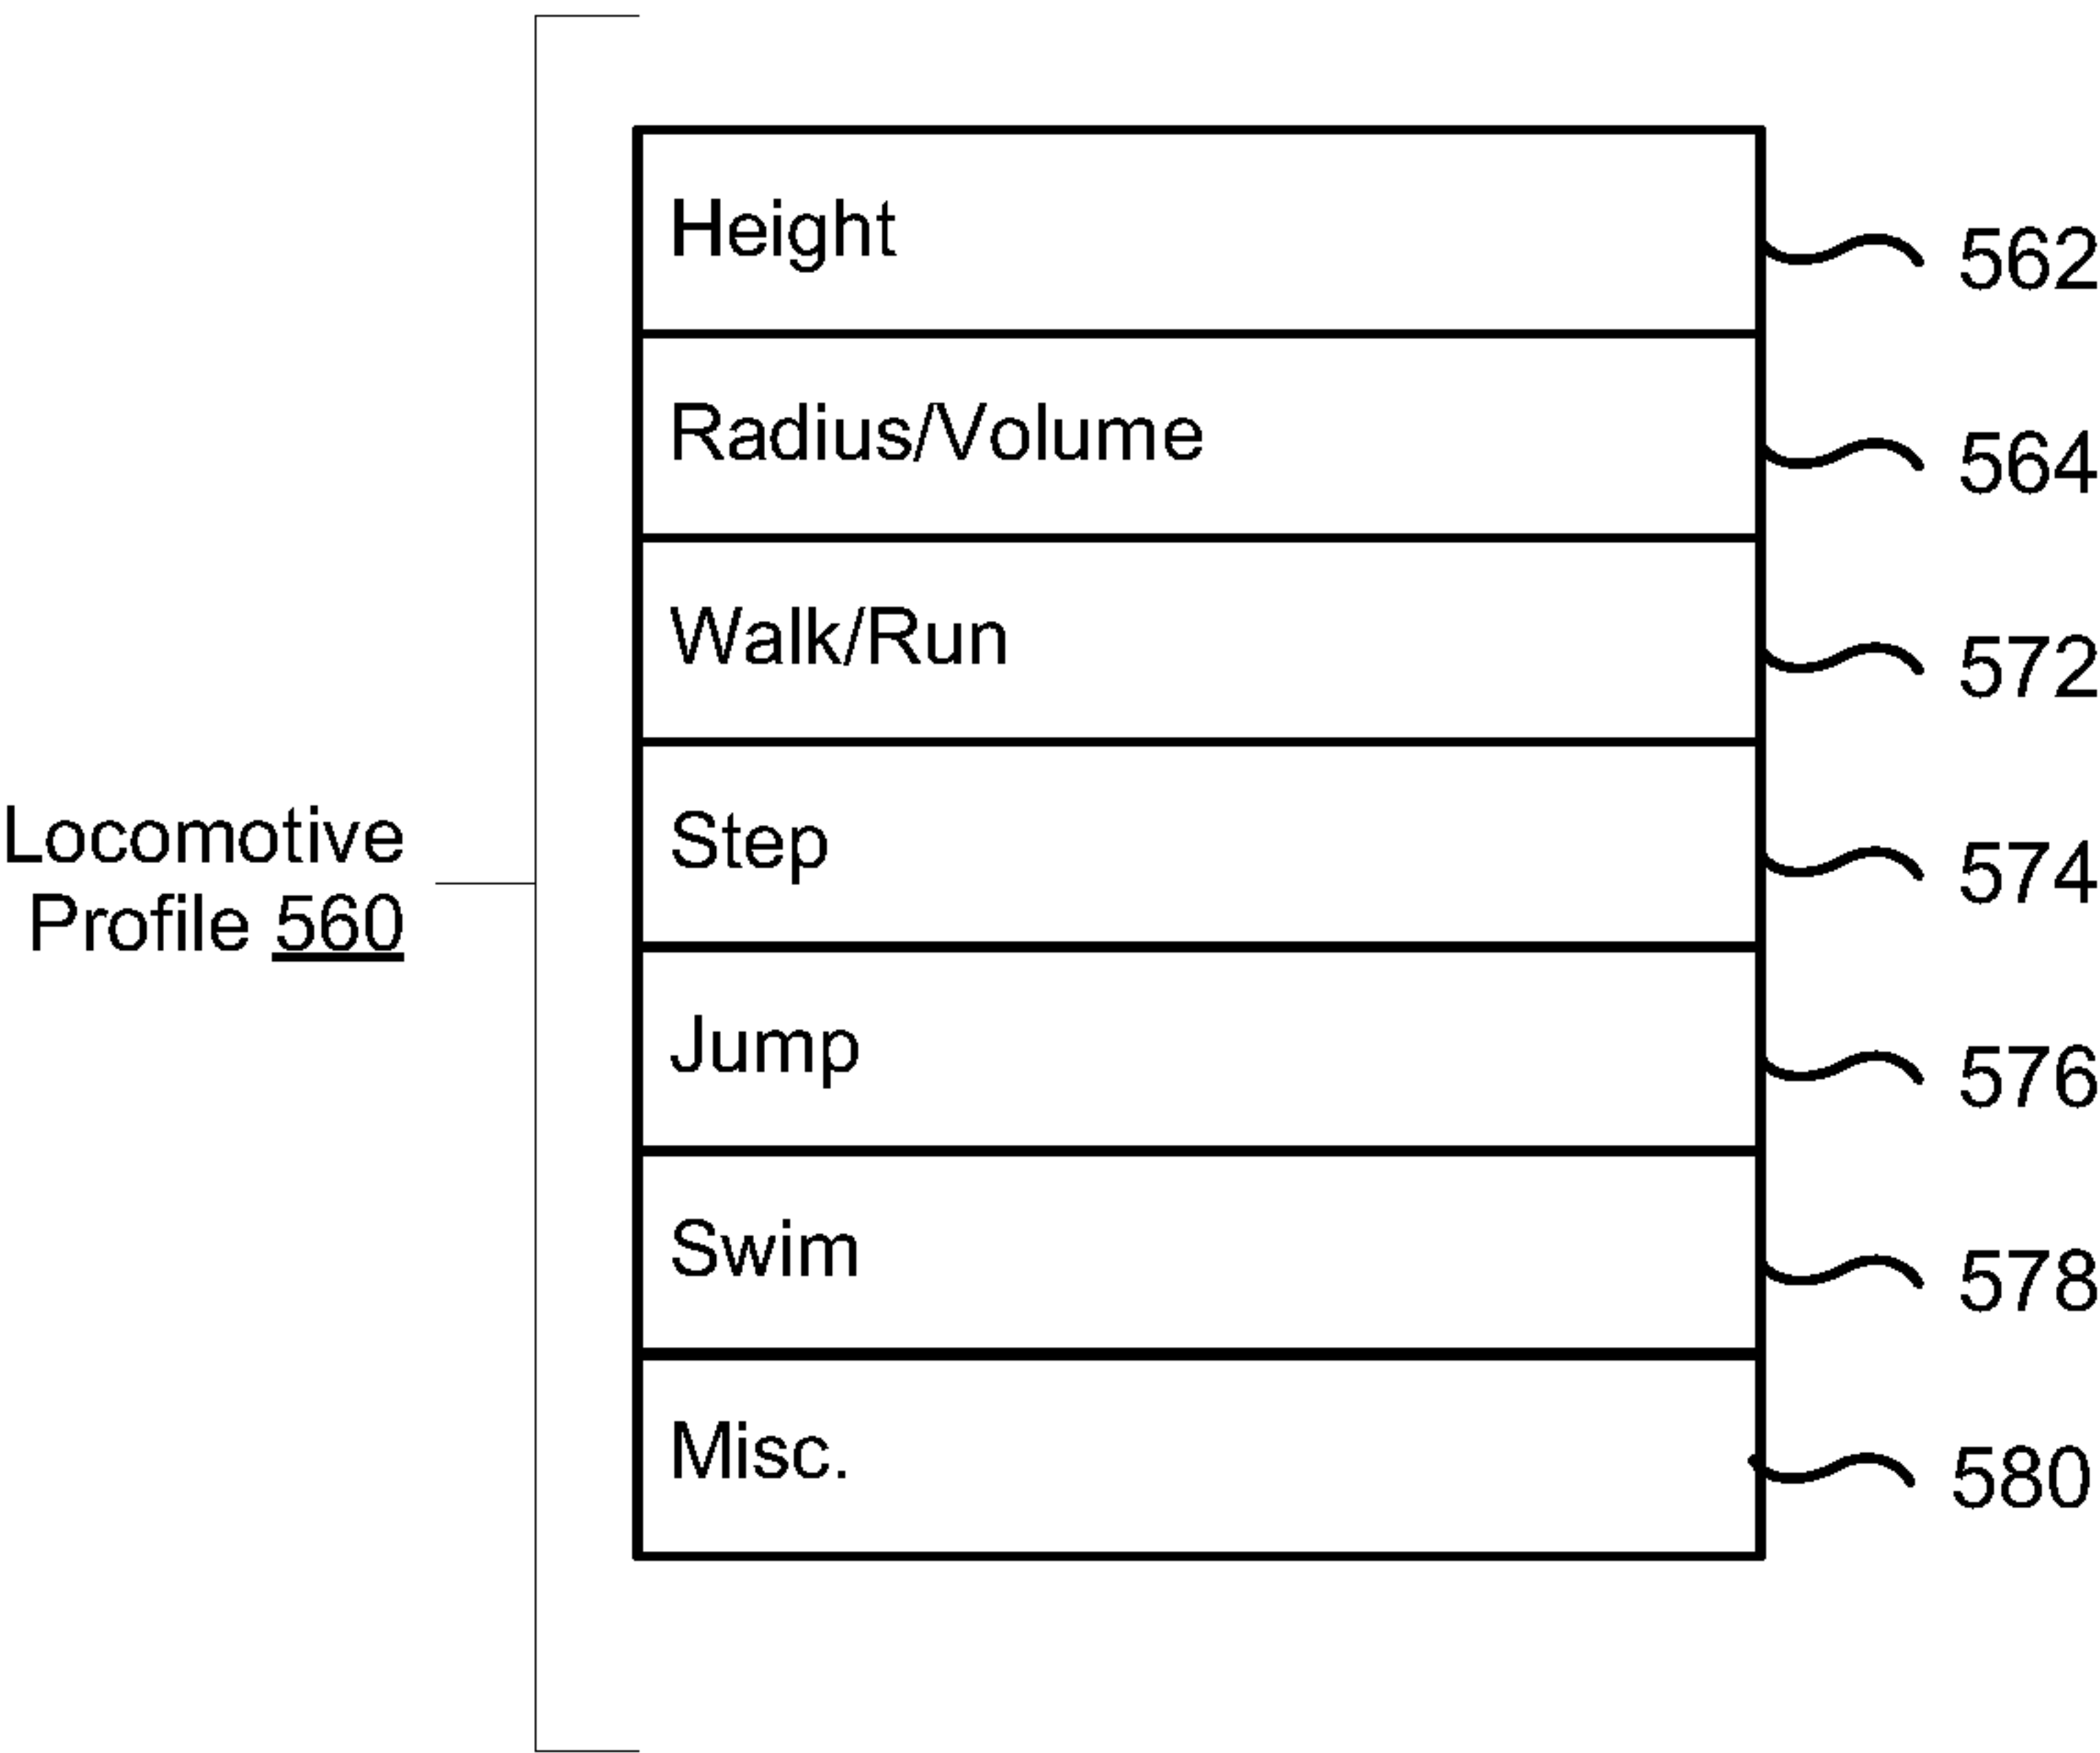 Height
562
Radius/Volume
564
Walk/Run
572
Locomotive
Profile 560
Step
574
Jump
576
Swim
578
Misc.
580